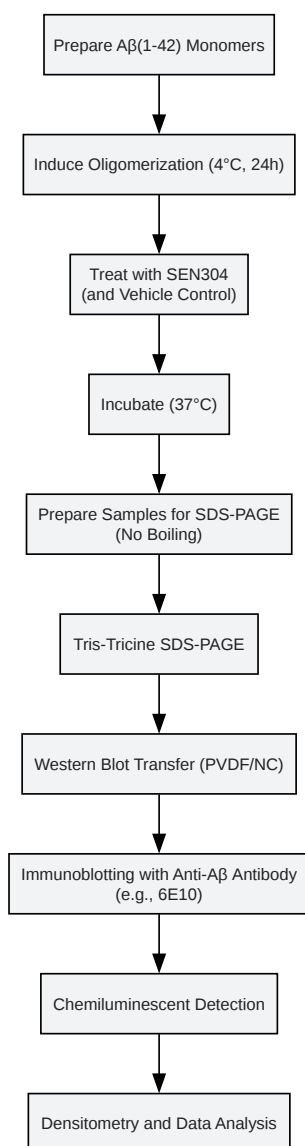 Prepare Aβ(1-42) Monomers
Induce Oligomerization (4°C, 24h)
Treat with SEN304
(and Vehicle Control)
Incubate (37°C)
Prepare Samples for SDS-PAGE
(No Boiling)
Tris-Tricine SDS-PAGE
Western Blot Transfer (PVDF/NC)
Immunoblotting with Anti-Aβ Antibody
(e.g., 6E10)
Chemiluminescent Detection
Densitometry and Data Analysis